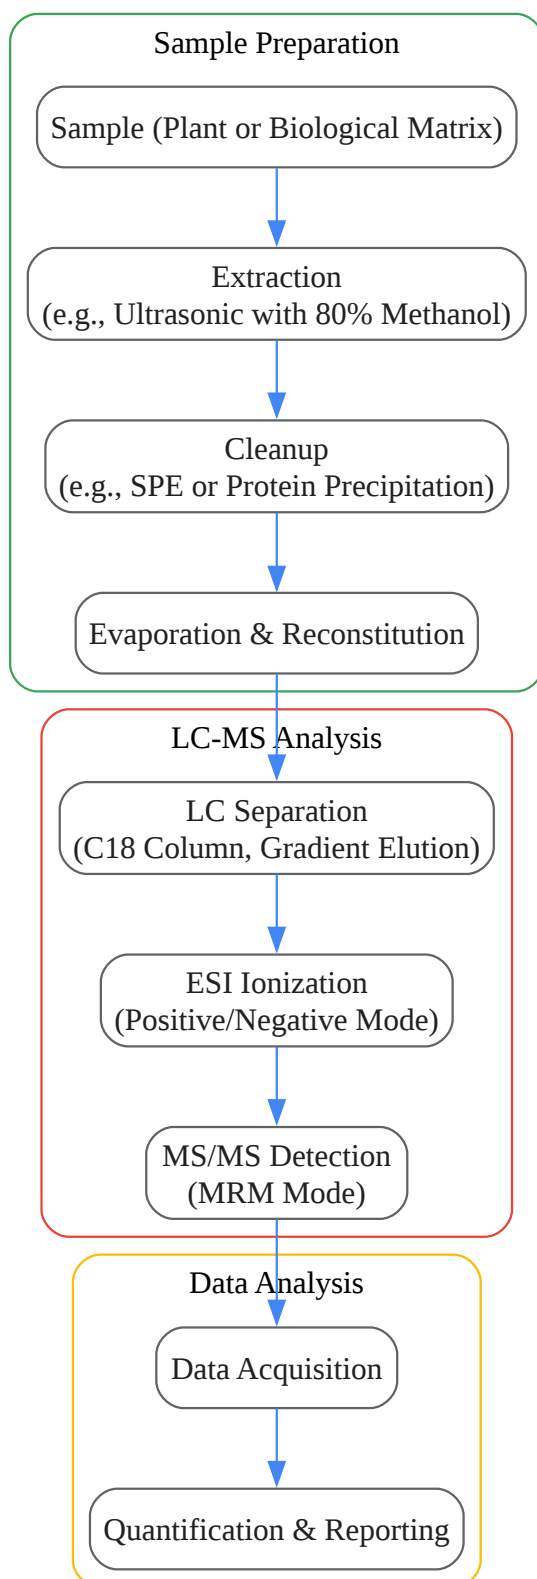 Sample Preparation
Sample (Plant or Biological Matrix)
Extraction
(e.g., Ultrasonic with 80% Methanol)
Cleanup
(e.g., SPE or Protein Precipitation)
Evaporation & Reconstitution
LC-MS Analysis
LC Separation
(C18 Column, Gradient Elution)
ESI Ionization
(Positive/Negative Mode)
MS/MS Detection
(MRM Mode)
Data Analysis
Data Acquisition
Quantification & Reporting